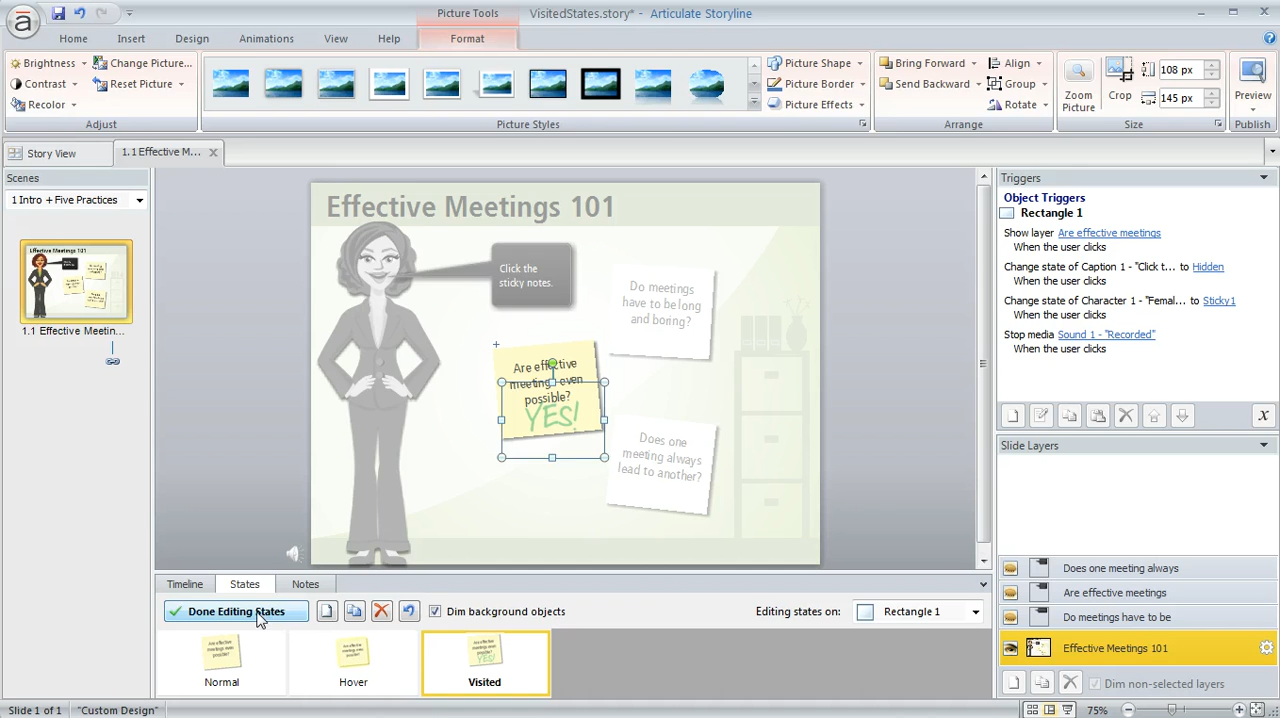 Picture Tools
VisitedStates.story* - Articulate Storyline
Home
Insert
Design
Animations
View
Help
Format
Brightness
Contrast
Recolor
Change Picture...
Reset Picture
Adjust
Picture Styles
Picture Shape
Picture Border
Picture Effects
Bring Forward
Send Backward
Align
Group
Rotate
Arrange
Zoom
Picture
Crop
108 px
145 px
Size
Preview
Publish
Story View
1.1 Effective M...
Scenes
1 Intro + Five Practices
1.1 Effective Meetin...
Effective Meetings 101
Click the
sticky notes.
Do meetings
have to be long
and boring?
Are effective
meetings even
possible?
YES!
Does one
meeting always
lead to another?
Triggers
Object Triggers
Rectangle 1
Show layer Are effective meetings
When the user clicks
Change state of Caption 1 - "Click t... to Hidden
When the user clicks
Change state of Character 1 - "Femal... to Sticky1
When the user clicks
Stop media Sound 1 - "Recorded"
When the user clicks
Slide Layers
Does one meeting always
Are effective meetings
Do meetings have to be
Effective Meetings 101
Dim non-selected layers
Timeline
States
Notes
Done Editing States
Dim background objects
Editing states on:
Rectangle 1
Normal
Hover
Visited
Slide 1 of 1
"Custom Design"
75%